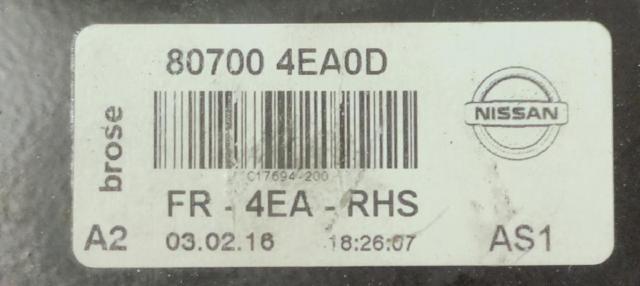 80700 4EA0D
brose
NISSAN
C17694-200
FR - 4EA - RHS
A2 03.02.16 18:26:07 AS1